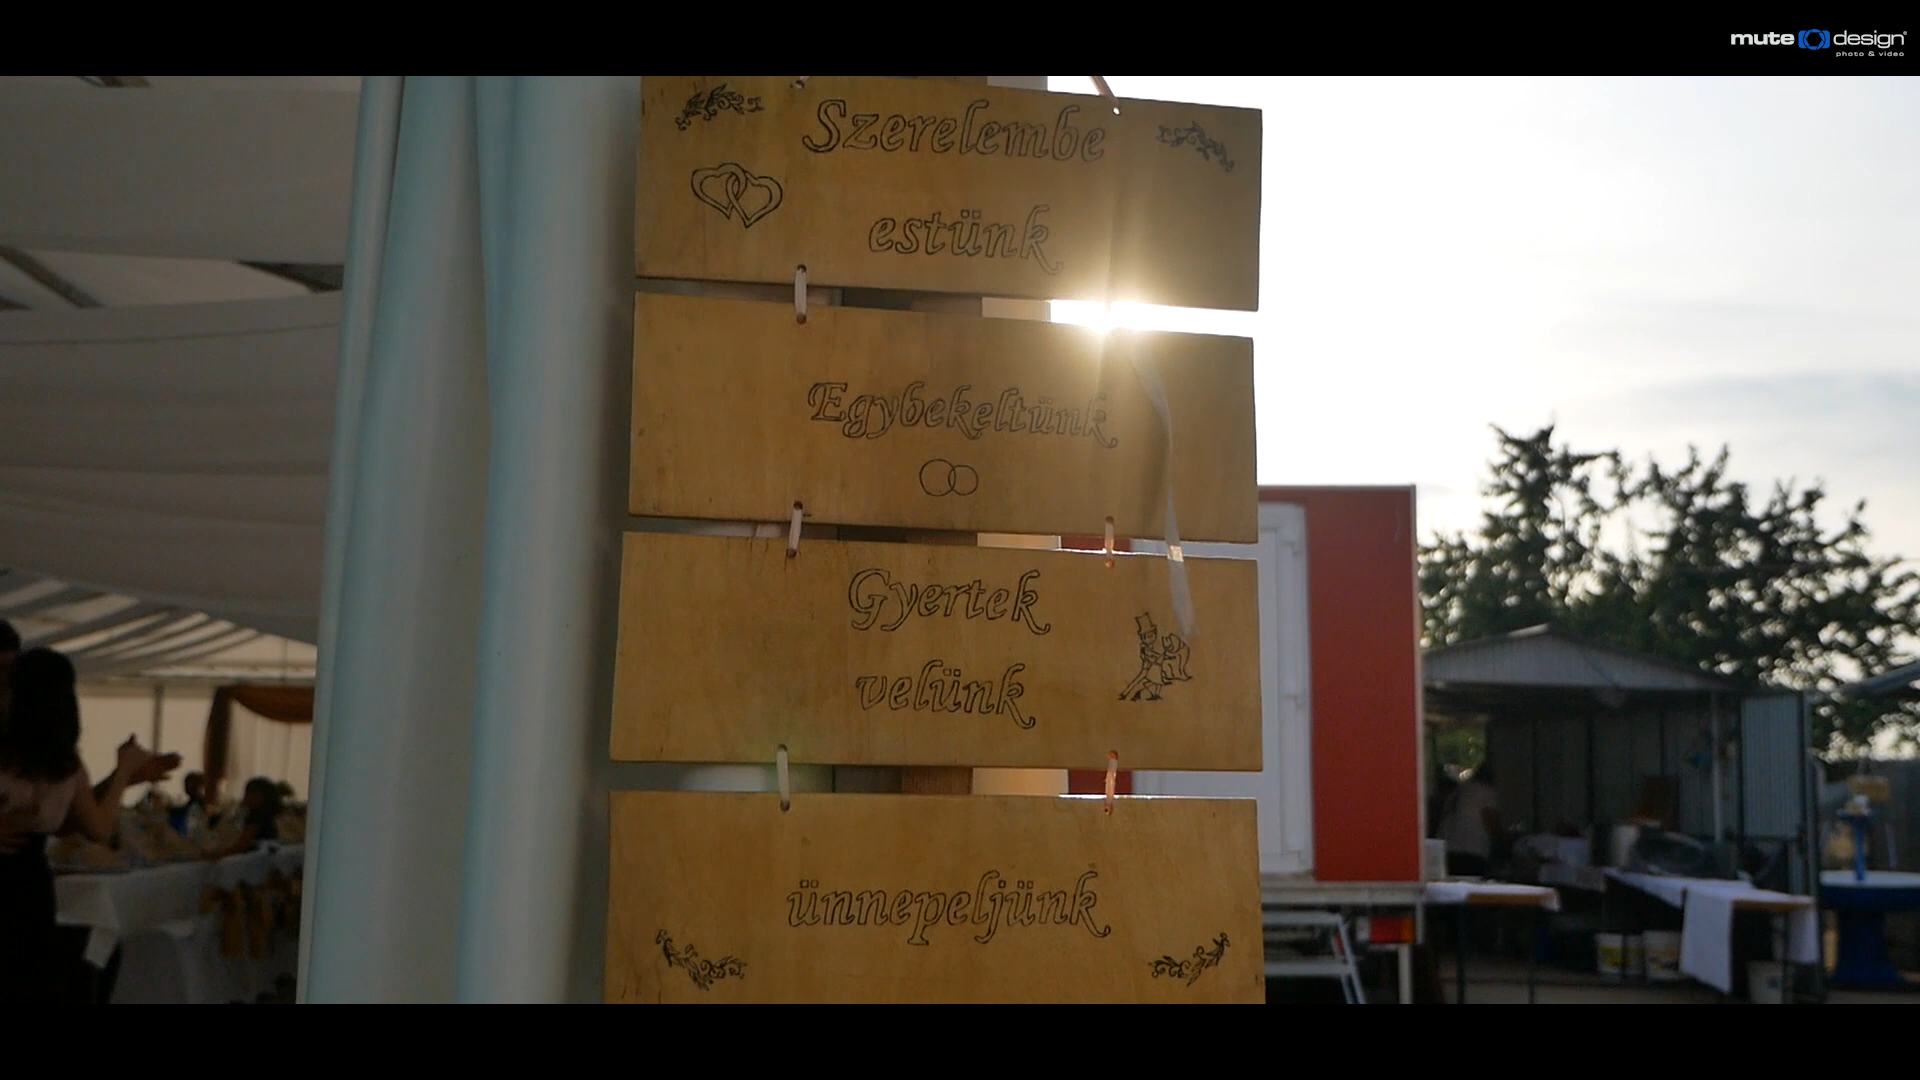 mute design
photo & video
Szerelembe
estünk
Egybekeltünk
Gyertek
velünk
ünnepeljünk